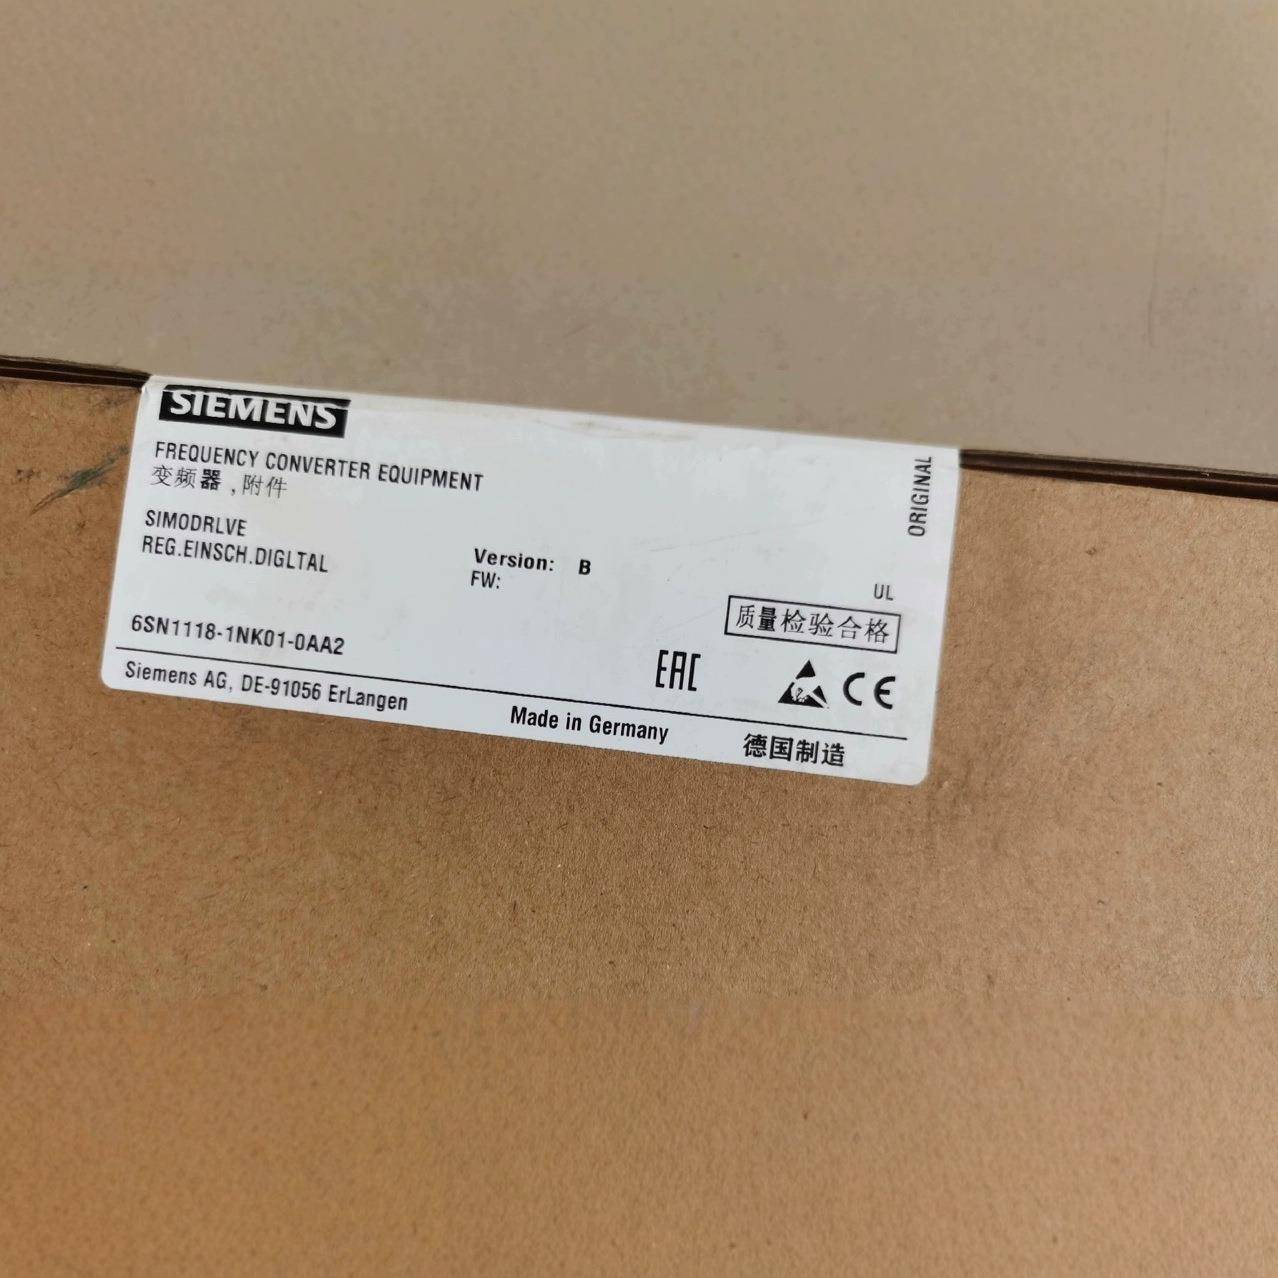 SIEMENS
FREQUENCY CONVERTER EQUIPMENT
变频器,附件
SIMODRLVE
REG.EINSCH.DIGLTAL
Version: B
FW:
6SN1118-1NK01-0AA2
ORIGINAL
UL
质量检验合格
EAC
CE
Siemens AG, DE-91056 ErLangen
Made in Germany
德国制造